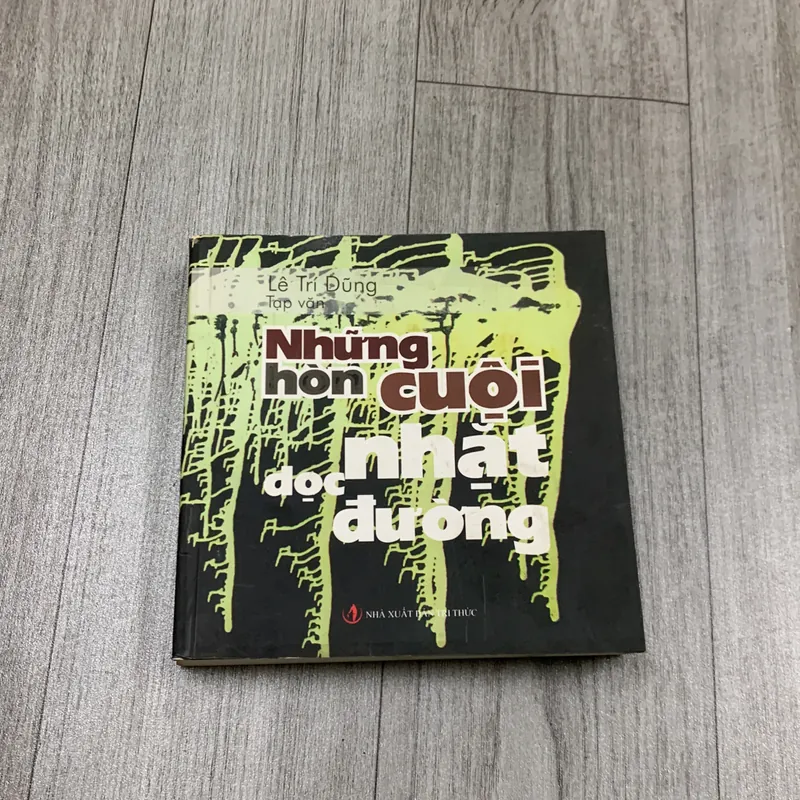 Lê Trí Dũng
Tạp văn
Những
hòn cuội
nhặt
dọc
đường
NHÀ XUẤT BẢN TRI THỨC